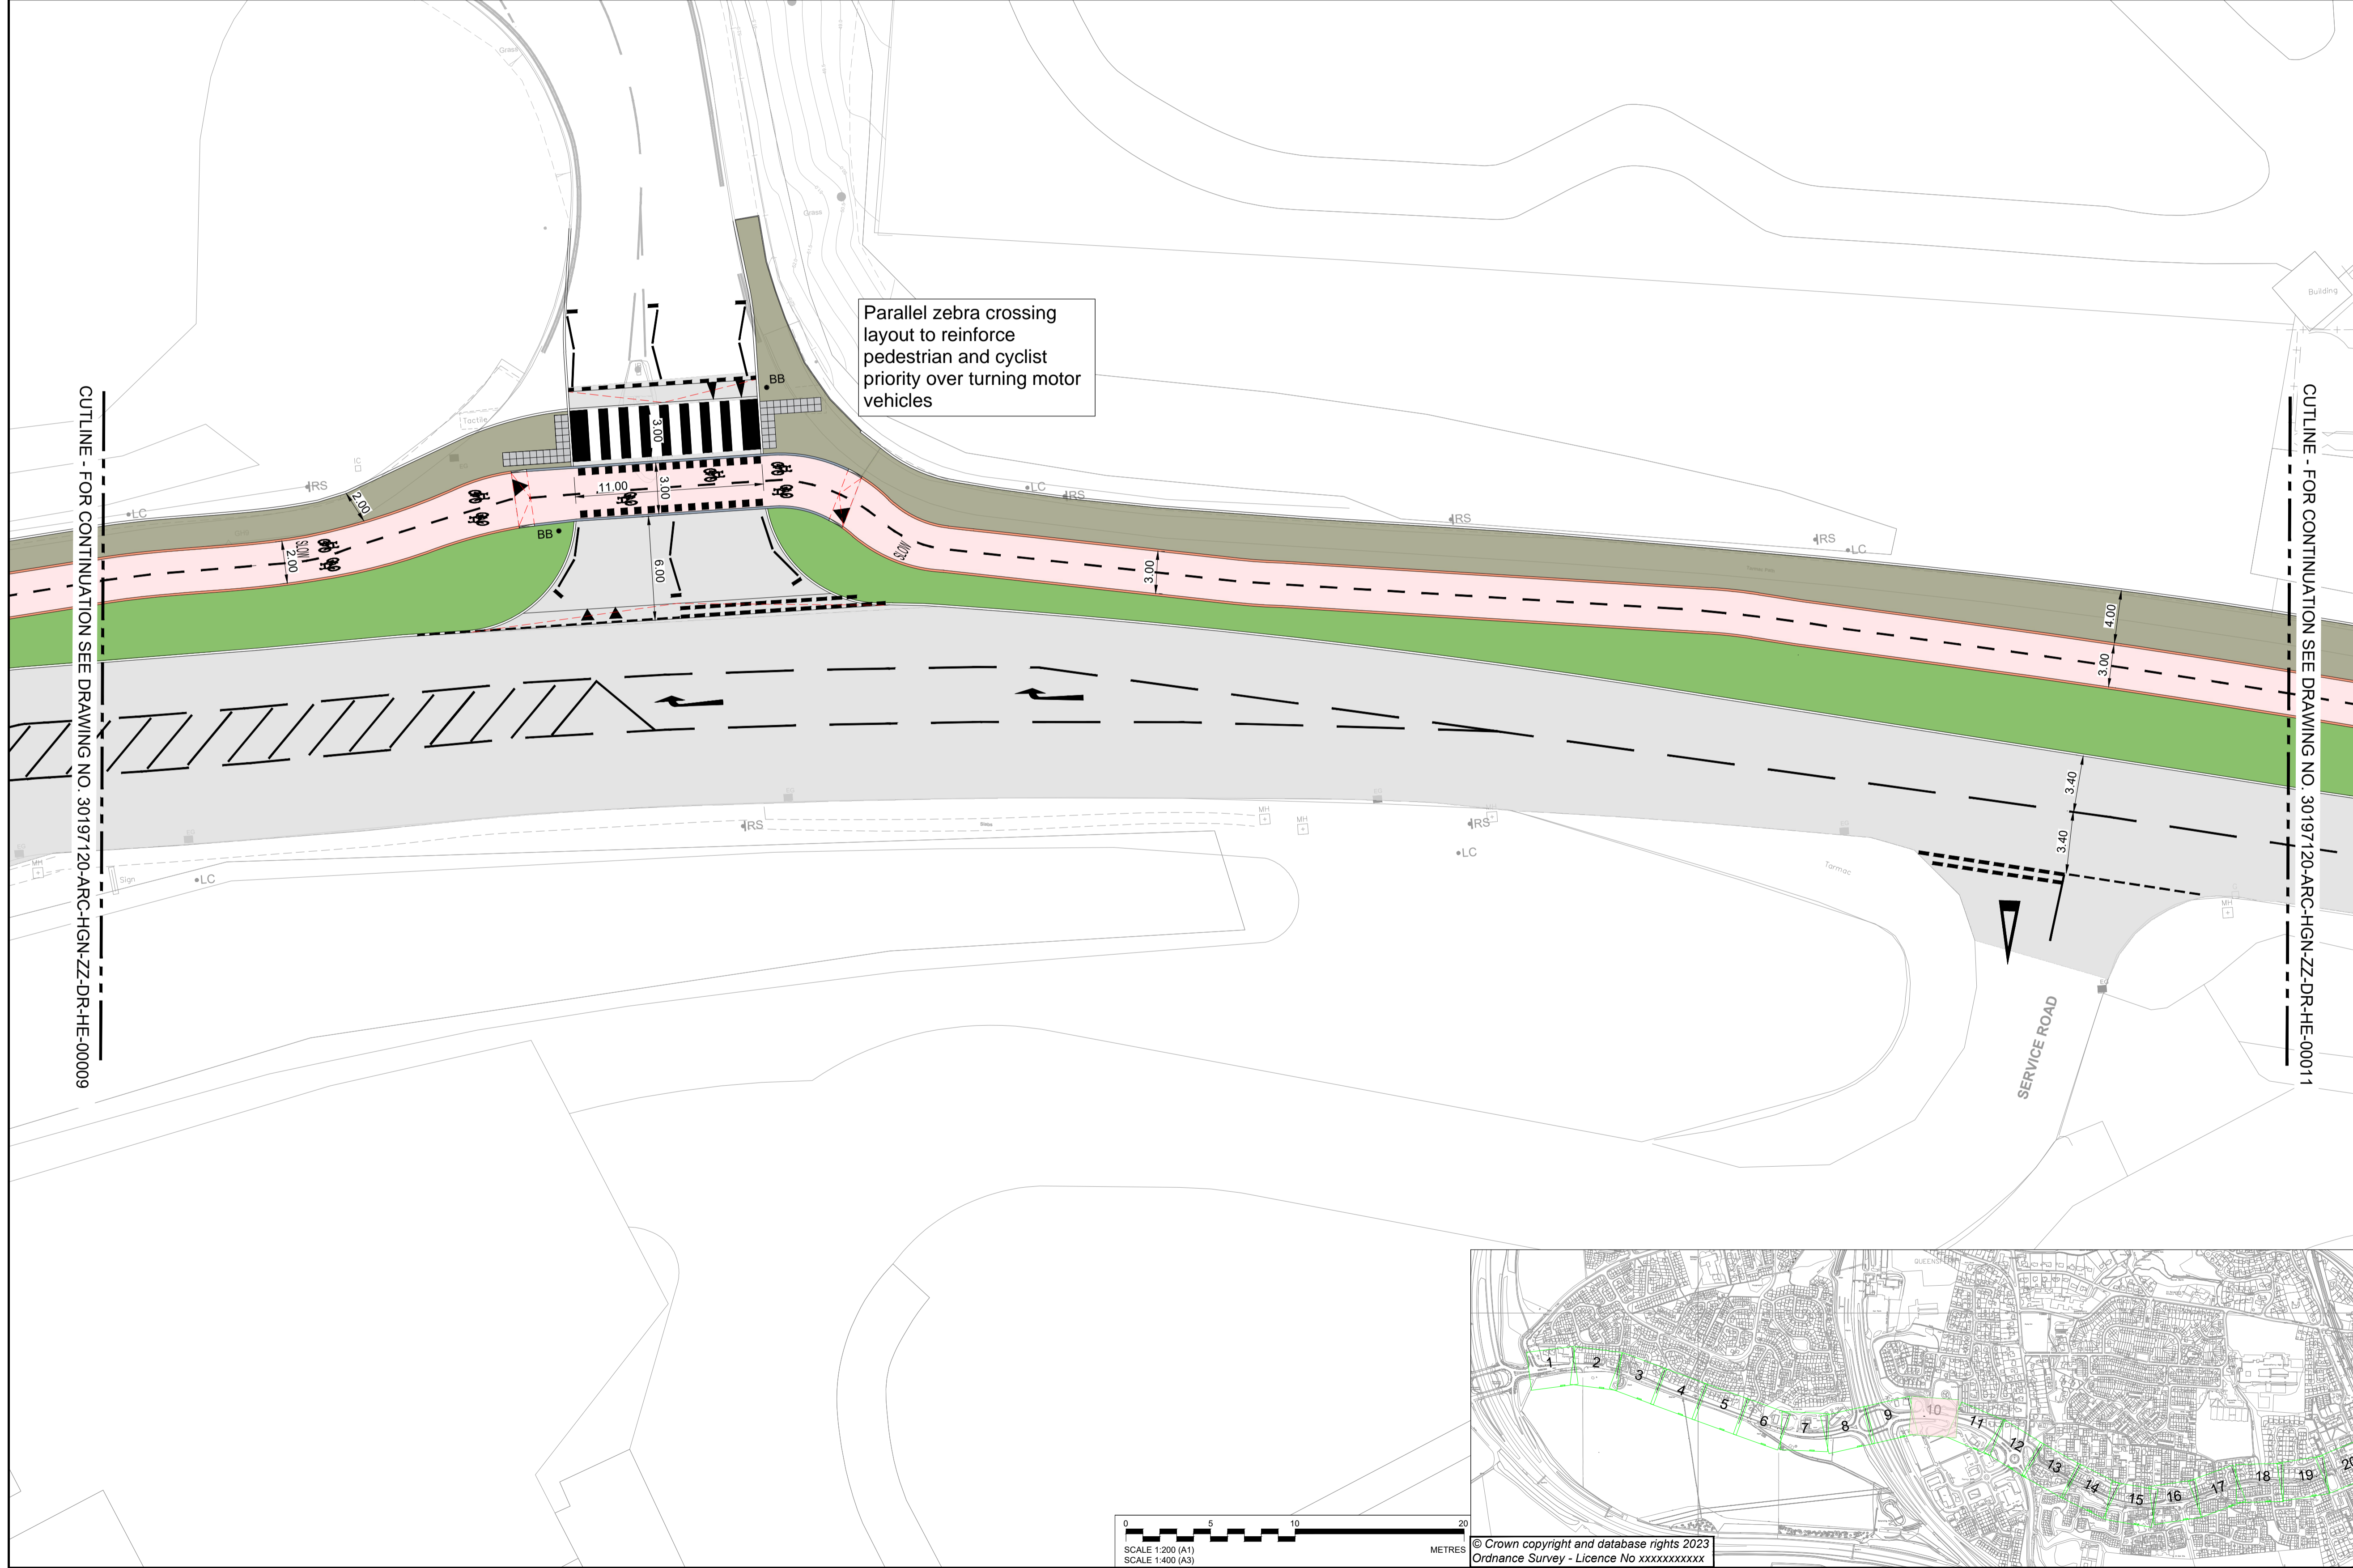 Grass
Grass
Building
Parallel zebra crossing
layout to reinforce
pedestrian and cyclist
priority over turning motor
vehicles
BB
3.00
Tactile
IC
RS
LC
2.00
11.00
3.00
BB
SLOW
2.00
6.00
SLOW
3.00
LC
RS
RS
RS
LC
4.00
3.00
3.40
3.40
CUTLINE - FOR CONTINUATION SEE DRAWING NO. 30197120-ARC-HGN-ZZ-DR-HE-00009
CUTLINE - FOR CONTINUATION SEE DRAWING NO. 30197120-ARC-HGN-ZZ-DR-HE-00011
MH
Sign
LC
RS
MH
MH
RS
LC
Tarmac
MH
SERVICE ROAD
0 5 10 20
SCALE 1:200 (A1)
METRES
SCALE 1:400 (A3)
1 2 3 4 5 6 7 8 9 10 11 12 13 14 15 16 17 18 19 20
© Crown copyright and database rights 2023
Ordnance Survey - Licence No xxxxxxxxxxx